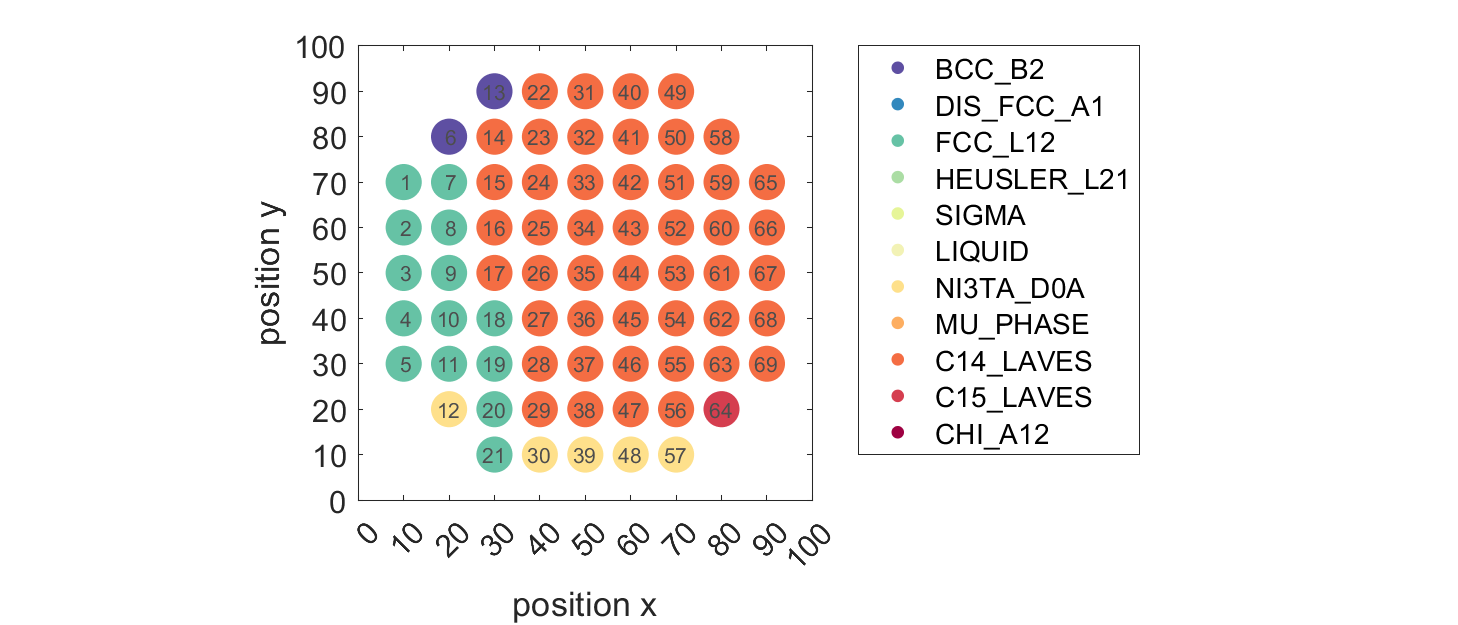 100
90 13 22 31 40 49
80 6 14 23 32 41 50 58
70 1 7 15 24 33 42 51 59 65
60 2 8 16 25 34 43 52 60 66
50 3 9 17 26 35 44 53 61 67
40 4 10 18 27 36 45 54 62 68
30 5 11 19 28 37 46 55 63 69
20 12 20 29 38 47 56 64
10 21 30 39 48 57
0
0 10 20 30 40 50 60 70 80 90 100
position x
position y
BCC_B2
DIS_FCC_A1
FCC_L12
HEUSLER_L21
SIGMA
LIQUID
NI3TA_D0A
MU_PHASE
C14_LAVES
C15_LAVES
CHI_A12